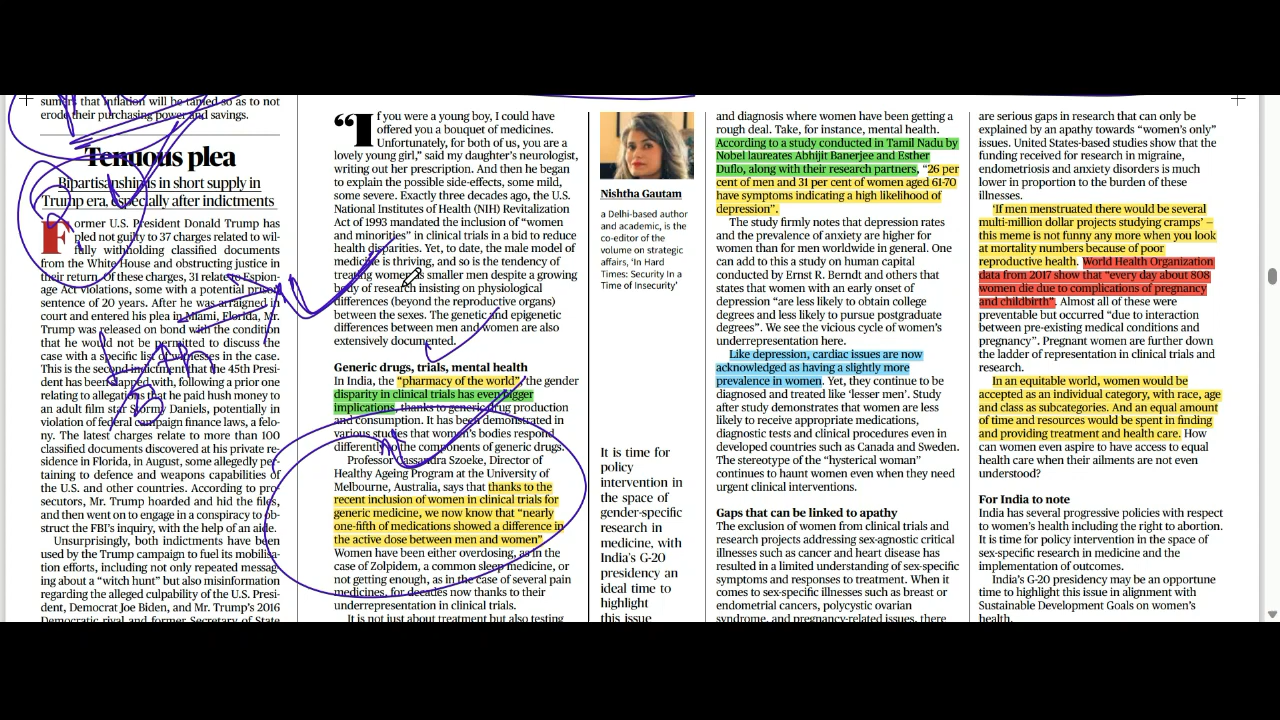 sumers that inflation will be tamed so as to not
erode their purchasing power and savings.
Tenuous plea
Bipartisanship is in short supply in
Trump era, especially after indictments
Former U.S. President Donald Trump has
pled not guilty to 37 charges related to wil-
fully withholding classified documents
from the White House and obstructing justice in
their return. Of these charges, 31 relate to Espion-
age Act violations, some with a potential prison
sentence of 20 years. After he was arraigned in
court and entered his plea in Miami, Florida, Mr.
Trump was released on bond with the condition
that he would not be permitted to discuss the
case with a specific list of witnesses in the case.
This is the second indictment that the 45th Presi-
dent has been slapped with, following a prior one
relating to allegations that he paid hush money to
an adult film star Stormy Daniels, potentially in
violation of federal campaign finance laws, a felo-
ny. The latest charges relate to more than 100
classified documents discovered at his private re-
sidence in Florida, in August, some allegedly per-
taining to defence and weapons capabilities of
the U.S. and other countries. According to pro-
secutors, Mr. Trump hoarded and hid the files,
and then went on to engage in a conspiracy to ob-
struct the FBI's inquiry, with the help of an aide.
Unsurprisingly, both indictments have been
used by the Trump campaign to fuel its mobilisa-
tion efforts, including not only repeated messag-
ing about a “witch hunt” but also misinformation
regarding the alleged culpability of the U.S. Presi-
dent, Democrat Joe Biden, and Mr. Trump's 2016
Democratic rival and former Secretary of State
“If you were a young boy, I could have
offered you a bouquet of medicines.
Unfortunately, for both of us, you are a
lovely young girl,” said my daughter's neurologist,
writing out her prescription. And then he began
to explain the possible side-effects, some mild,
some severe. Exactly three decades ago, the U.S.
National Institutes of Health (NIH) Revitalization
Act of 1993 mandated the inclusion of “women
and minorities” in clinical trials in a bid to reduce
health disparities. Yet, to date, the male model of
medicine is thriving, and so is the tendency of
treating women as smaller men despite a growing
body of research insisting on physiological
differences (beyond the reproductive organs)
between the sexes. The genetic and epigenetic
differences between men and women are also
extensively documented.
Generic drugs, trials, mental health
In India, the “pharmacy of the world”, the gender
disparity in clinical trials has even bigger
implications, thanks to generic drug production
and consumption. It has been demonstrated in
various studies that women's bodies respond
differently to the components of generic drugs.
Professor Cassandra Szoeke, Director of
Healthy Ageing Program at the University of
Melbourne, Australia, says that thanks to the
recent inclusion of women in clinical trials for
generic medicine, we now know that “nearly
one-fifth of medications showed a difference in
the active dose between men and women”.
Women have been either overdosing, as in the
case of Zolpidem, a common sleep medicine, or
not getting enough, as in the case of several pain
medicines, for decades now thanks to their
underrepresentation in clinical trials.
It is not just about treatment but also testing
Nishtha Gautam
a Delhi-based author
and academic, is the
co-editor of the
volume on strategic
affairs, 'In Hard
Times: Security In a
Time of Insecurity'
It is time for
policy
intervention in
the space of
gender-specific
research in
medicine, with
India's G-20
presidency an
ideal time to
highlight
this issue
and diagnosis where women have been getting a
rough deal. Take, for instance, mental health.
According to a study conducted in Tamil Nadu by
Nobel laureates Abhijit Banerjee and Esther
Duflo, along with their research partners, “26 per
cent of men and 31 per cent of women aged 61-70
have symptoms indicating a high likelihood of
depression”.
The study firmly notes that depression rates
and the prevalence of anxiety are higher for
women than for men worldwide in general. One
can add to this a study on human capital
conducted by Ernst R. Berndt and others that
states that women with an early onset of
depression “are less likely to obtain college
degrees and less likely to pursue postgraduate
degrees”. We see the vicious cycle of women's
underrepresentation here.
Like depression, cardiac issues are now
acknowledged as having a slightly more
prevalence in women. Yet, they continue to be
diagnosed and treated like ‘lesser men’. Study
after study demonstrates that women are less
likely to receive appropriate medications,
diagnostic tests and clinical procedures even in
developed countries such as Canada and Sweden.
The stereotype of the “hysterical woman”
continues to haunt women even when they need
urgent clinical interventions.
Gaps that can be linked to apathy
The exclusion of women from clinical trials and
research projects addressing sex-agnostic critical
illnesses such as cancer and heart disease has
resulted in a limited understanding of sex-specific
symptoms and responses to treatment. When it
comes to sex-specific illnesses such as breast or
endometrial cancers, polycystic ovarian
syndrome, and pregnancy-related issues, there
are serious gaps in research that can only be
explained by an apathy towards “women's only”
issues. United States-based studies show that the
funding received for research in migraine,
endometriosis and anxiety disorders is much
lower in proportion to the burden of these
illnesses.
‘If men menstruated there would be several
multi-million dollar projects studying cramps’ –
this meme is not funny any more when you look
at mortality numbers because of poor
reproductive health. World Health Organization
data from 2017 show that “every day about 808
women die due to complications of pregnancy
and childbirth”. Almost all of these were
preventable but occurred “due to interaction
between pre-existing medical conditions and
pregnancy”. Pregnant women are further down
the ladder of representation in clinical trials and
research.
In an equitable world, women would be
accepted as an individual category, with race, age
and class as subcategories. And an equal amount
of time and resources would be spent in finding
and providing treatment and health care. How
can women even aspire to have access to equal
health care when their ailments are not even
understood?
For India to note
India has several progressive policies with respect
to women's health including the right to abortion.
It is time for policy intervention in the space of
sex-specific research in medicine and the
implementation of outcomes.
India's G-20 presidency may be an opportune
time to highlight this issue in alignment with
Sustainable Development Goals on women's
health.